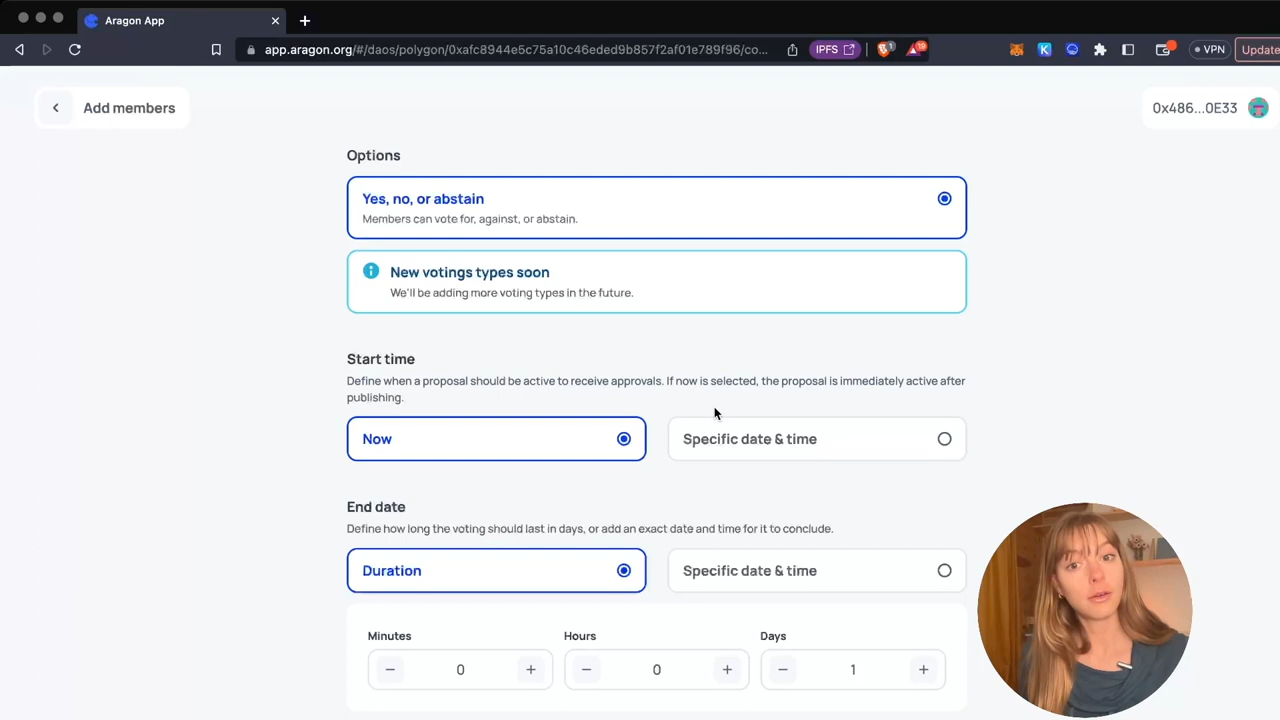 Aragon App
app.aragon.org/#/daos/polygon/0xafc8944e5c75a10c46eded9b857f2af01e789f96/co...
IPFS
1
19
K
VPN
Update
Add members
0x486...0E33
Options
Yes, no, or abstain
Members can vote for, against, or abstain.
New votings types soon
We'll be adding more voting types in the future.
Start time
Define when a proposal should be active to receive approvals. If now is selected, the proposal is immediately active after
publishing.
Now
Specific date & time
End date
Define how long the voting should last in days, or add an exact date and time for it to conclude.
Duration
Specific date & time
Minutes
Hours
Days
0
0
1